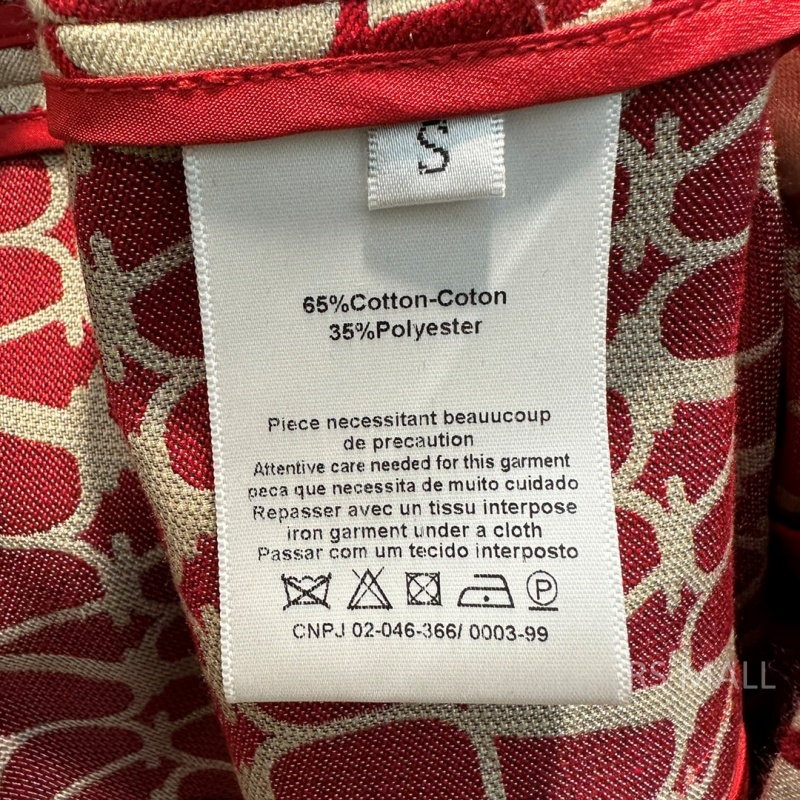 S
65%Cotton-Coton
35%Polyester
Piece necessitant beauucoup
de precaution
Attentive care needed for this garment
peca que necessita de muito cuidado
Repasser avec un tissu interpose
iron garment under a cloth
Passar com um tecido interposto
P
CNPJ 02-046-366/ 0003-99
MALL